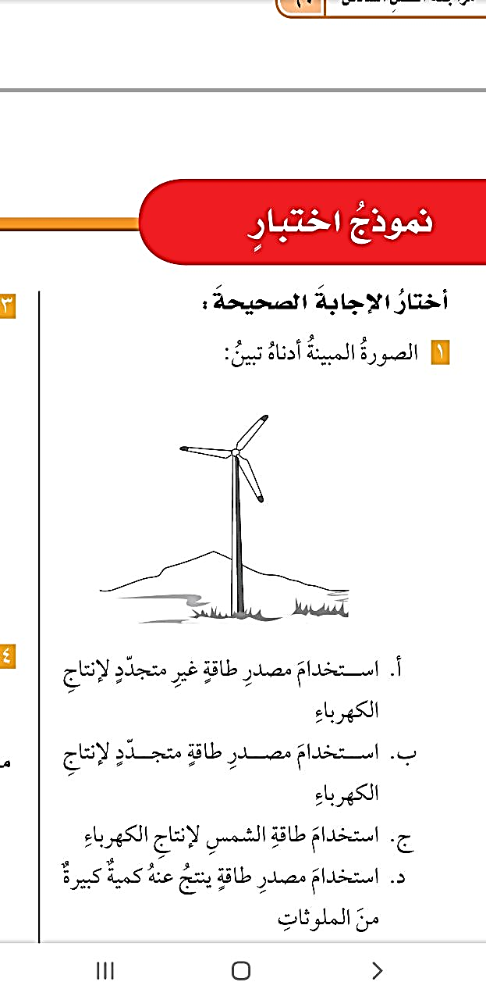 نموذجُ اختبارٍ
أختارُ الإجابةَ الصحيحةَ :
١ الصورةُ المبينةُ أدناهُ تبينُ:
أ. استخدامَ مصدرِ طاقةٍ غيرِ متجدّدٍ لإنتاجِ
الكهرباءِ
ب. استخدامَ مصدرِ طاقةٍ متجدّدٍ لإنتاجِ
الكهرباءِ
ج. استخدامَ طاقةِ الشمسِ لإنتاجِ الكهرباءِ
د. استخدامَ مصدرِ طاقةٍ ينتجُ عنهُ كميةٌ كبيرةٌ
منَ الملوثاتِ
٣
٤